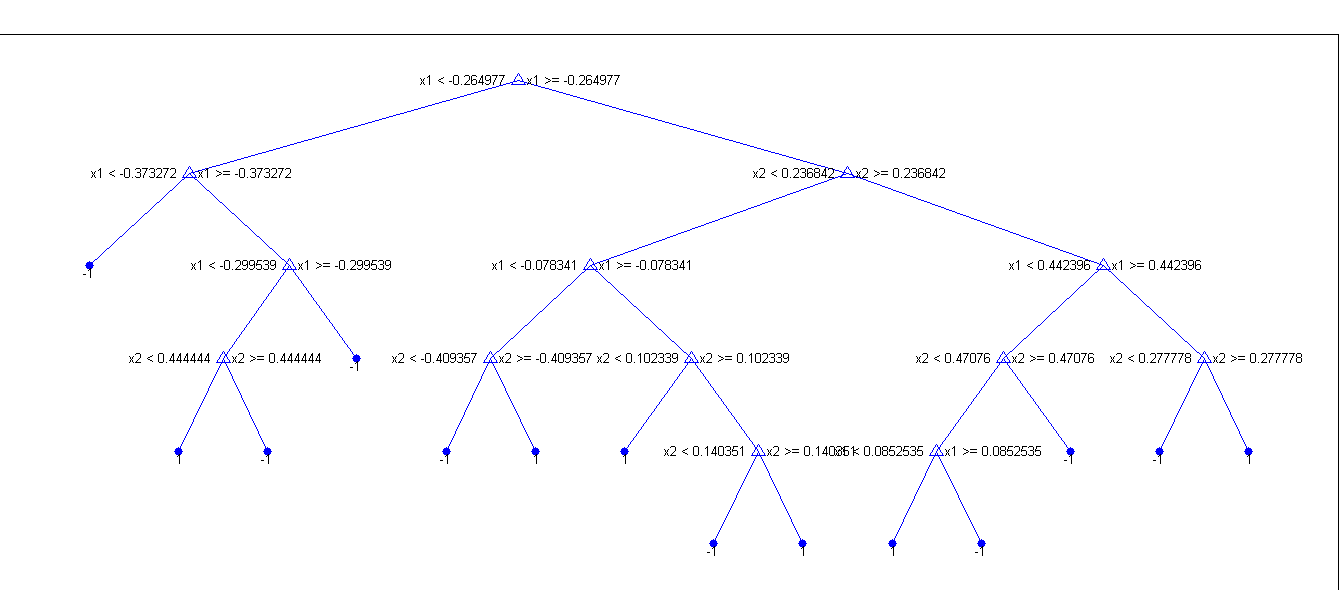 x1 < -0.264977 x1 >= -0.264977
x1 < -0.373272 x1 >= -0.373272 x2 < 0.236842 x2 >= 0.236842
-1 x1 < -0.299539 x1 >= -0.299539 x1 < -0.078341 x1 >= -0.078341 x1 < 0.442396 x1 >= 0.442396
x2 < 0.444444 x2 >= 0.444444 -1 x2 < -0.409357 x2 >= -0.409357 x2 < 0.102339 x2 >= 0.102339 x2 < 0.47076 x2 >= 0.47076 x2 < 0.277778 x2 >= 0.277778
1 -1 -1 1 1 x2 < 0.140351 x2 >= 0.140351 x1 < 0.0852535 x1 >= 0.0852535 -1 -1 1
-1 1 1 -1